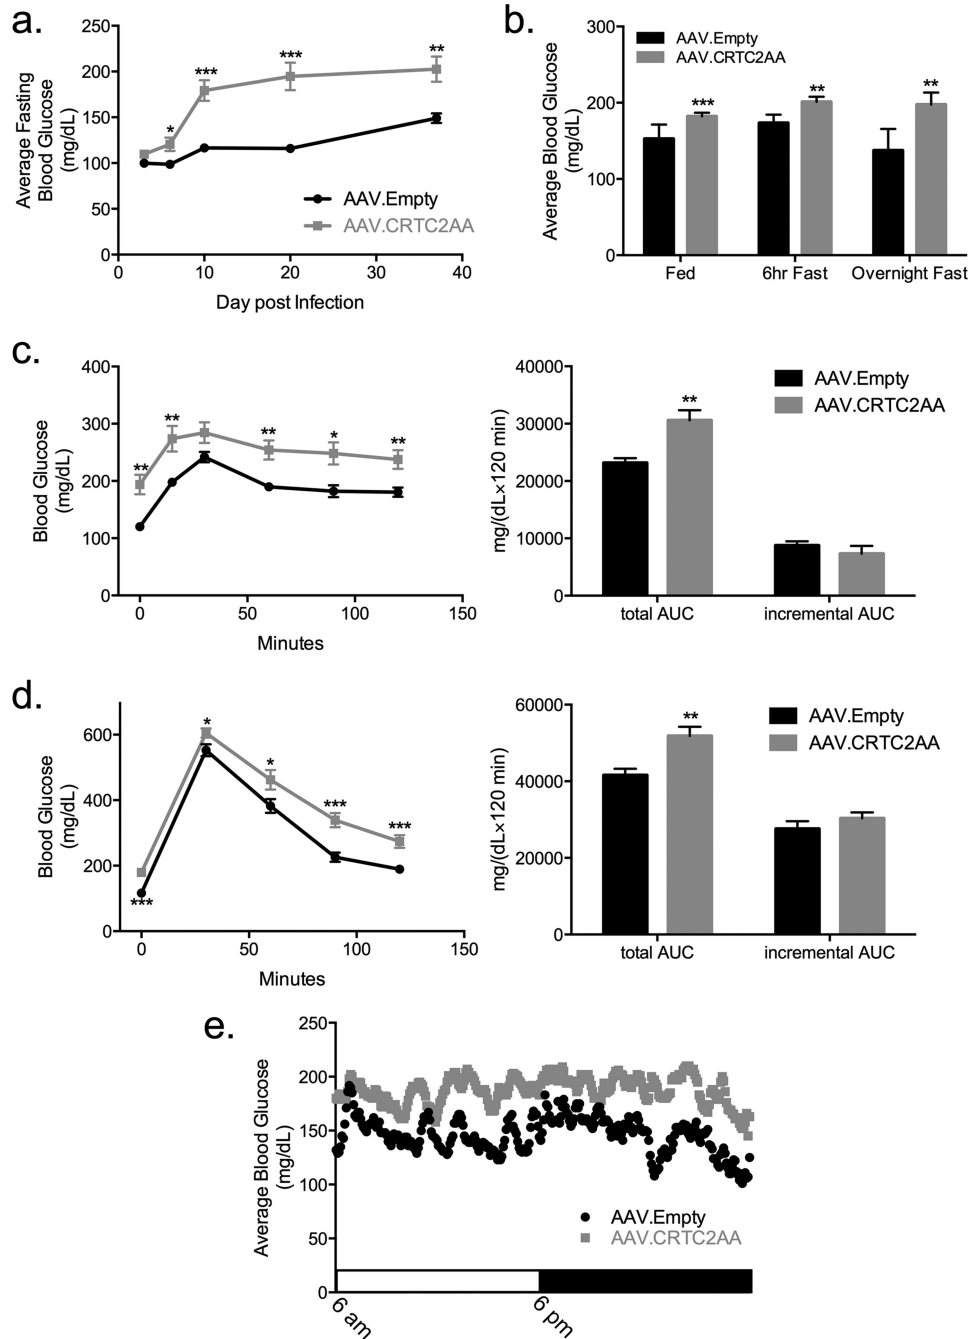 a.
250
200
150
100
50
0
Average Fasting
Blood Glucose
(mg/dL)
*
***
***
**
AAV.Empty
AAV.CRTC2AA
0 10 20 30 40
Day post Infection
b.
300
200
100
0
Average Blood Glucose
(mg/dL)
AAV.Empty
AAV.CRTC2AA
***
**
**
Fed 6hr Fast Overnight Fast
c.
400
300
200
100
0
Blood Glucose
(mg/dL)
**
**
**
*
**
0 50 100 150
Minutes
40000
30000
20000
10000
0
mg/(dL×120 min)
AAV.Empty
AAV.CRTC2AA
**
total AUC incremental AUC
d.
600
400
200
0
Blood Glucose
(mg/dL)
***
*
*
***
***
0 50 100 150
Minutes
60000
40000
20000
0
mg/(dL×120 min)
AAV.Empty
AAV.CRTC2AA
**
total AUC incremental AUC
e.
250
200
150
100
50
0
Average Blood Glucose
(mg/dL)
AAV.Empty
AAV.CRTC2AA
6 am 6 pm